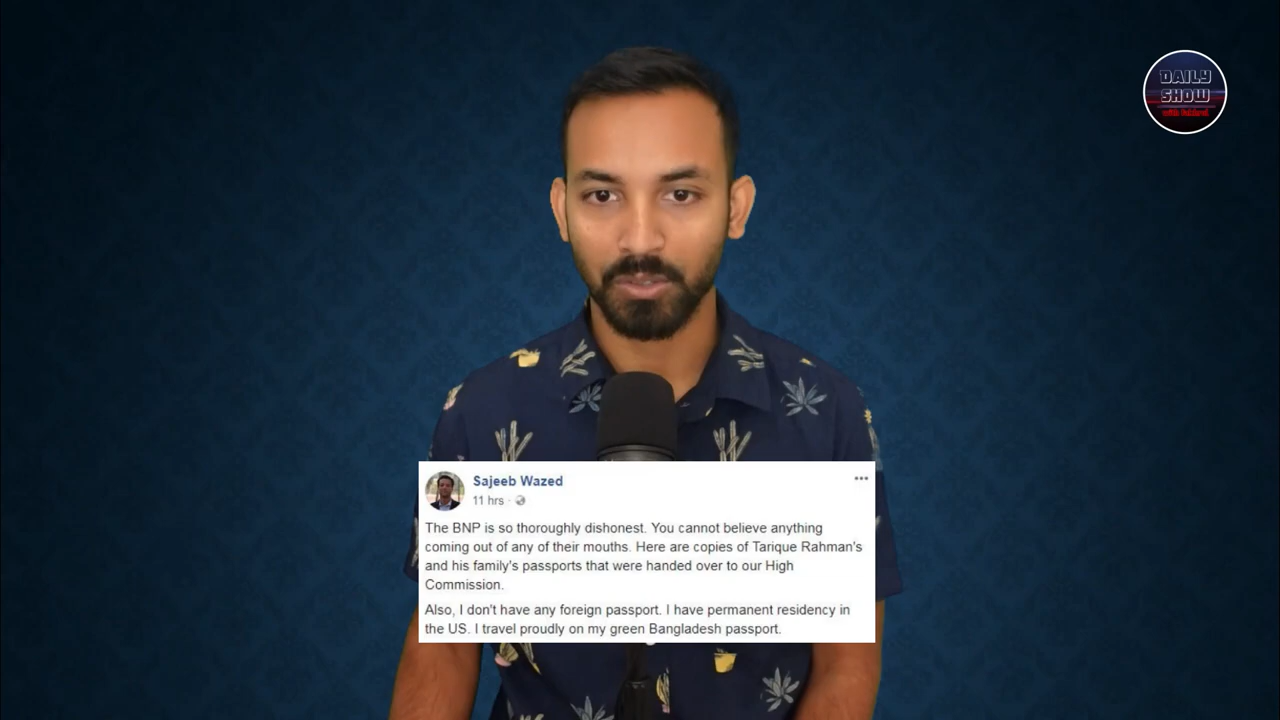 DAILY
SHOW
Sajeeb Wazed
11 hrs ·
The BNP is so thoroughly dishonest. You cannot believe anything
coming out of any of their mouths. Here are copies of Tarique Rahman's
and his family's passports that were handed over to our High
Commission.
Also, I don't have any foreign passport. I have permanent residency in
the US. I travel proudly on my green Bangladesh passport.